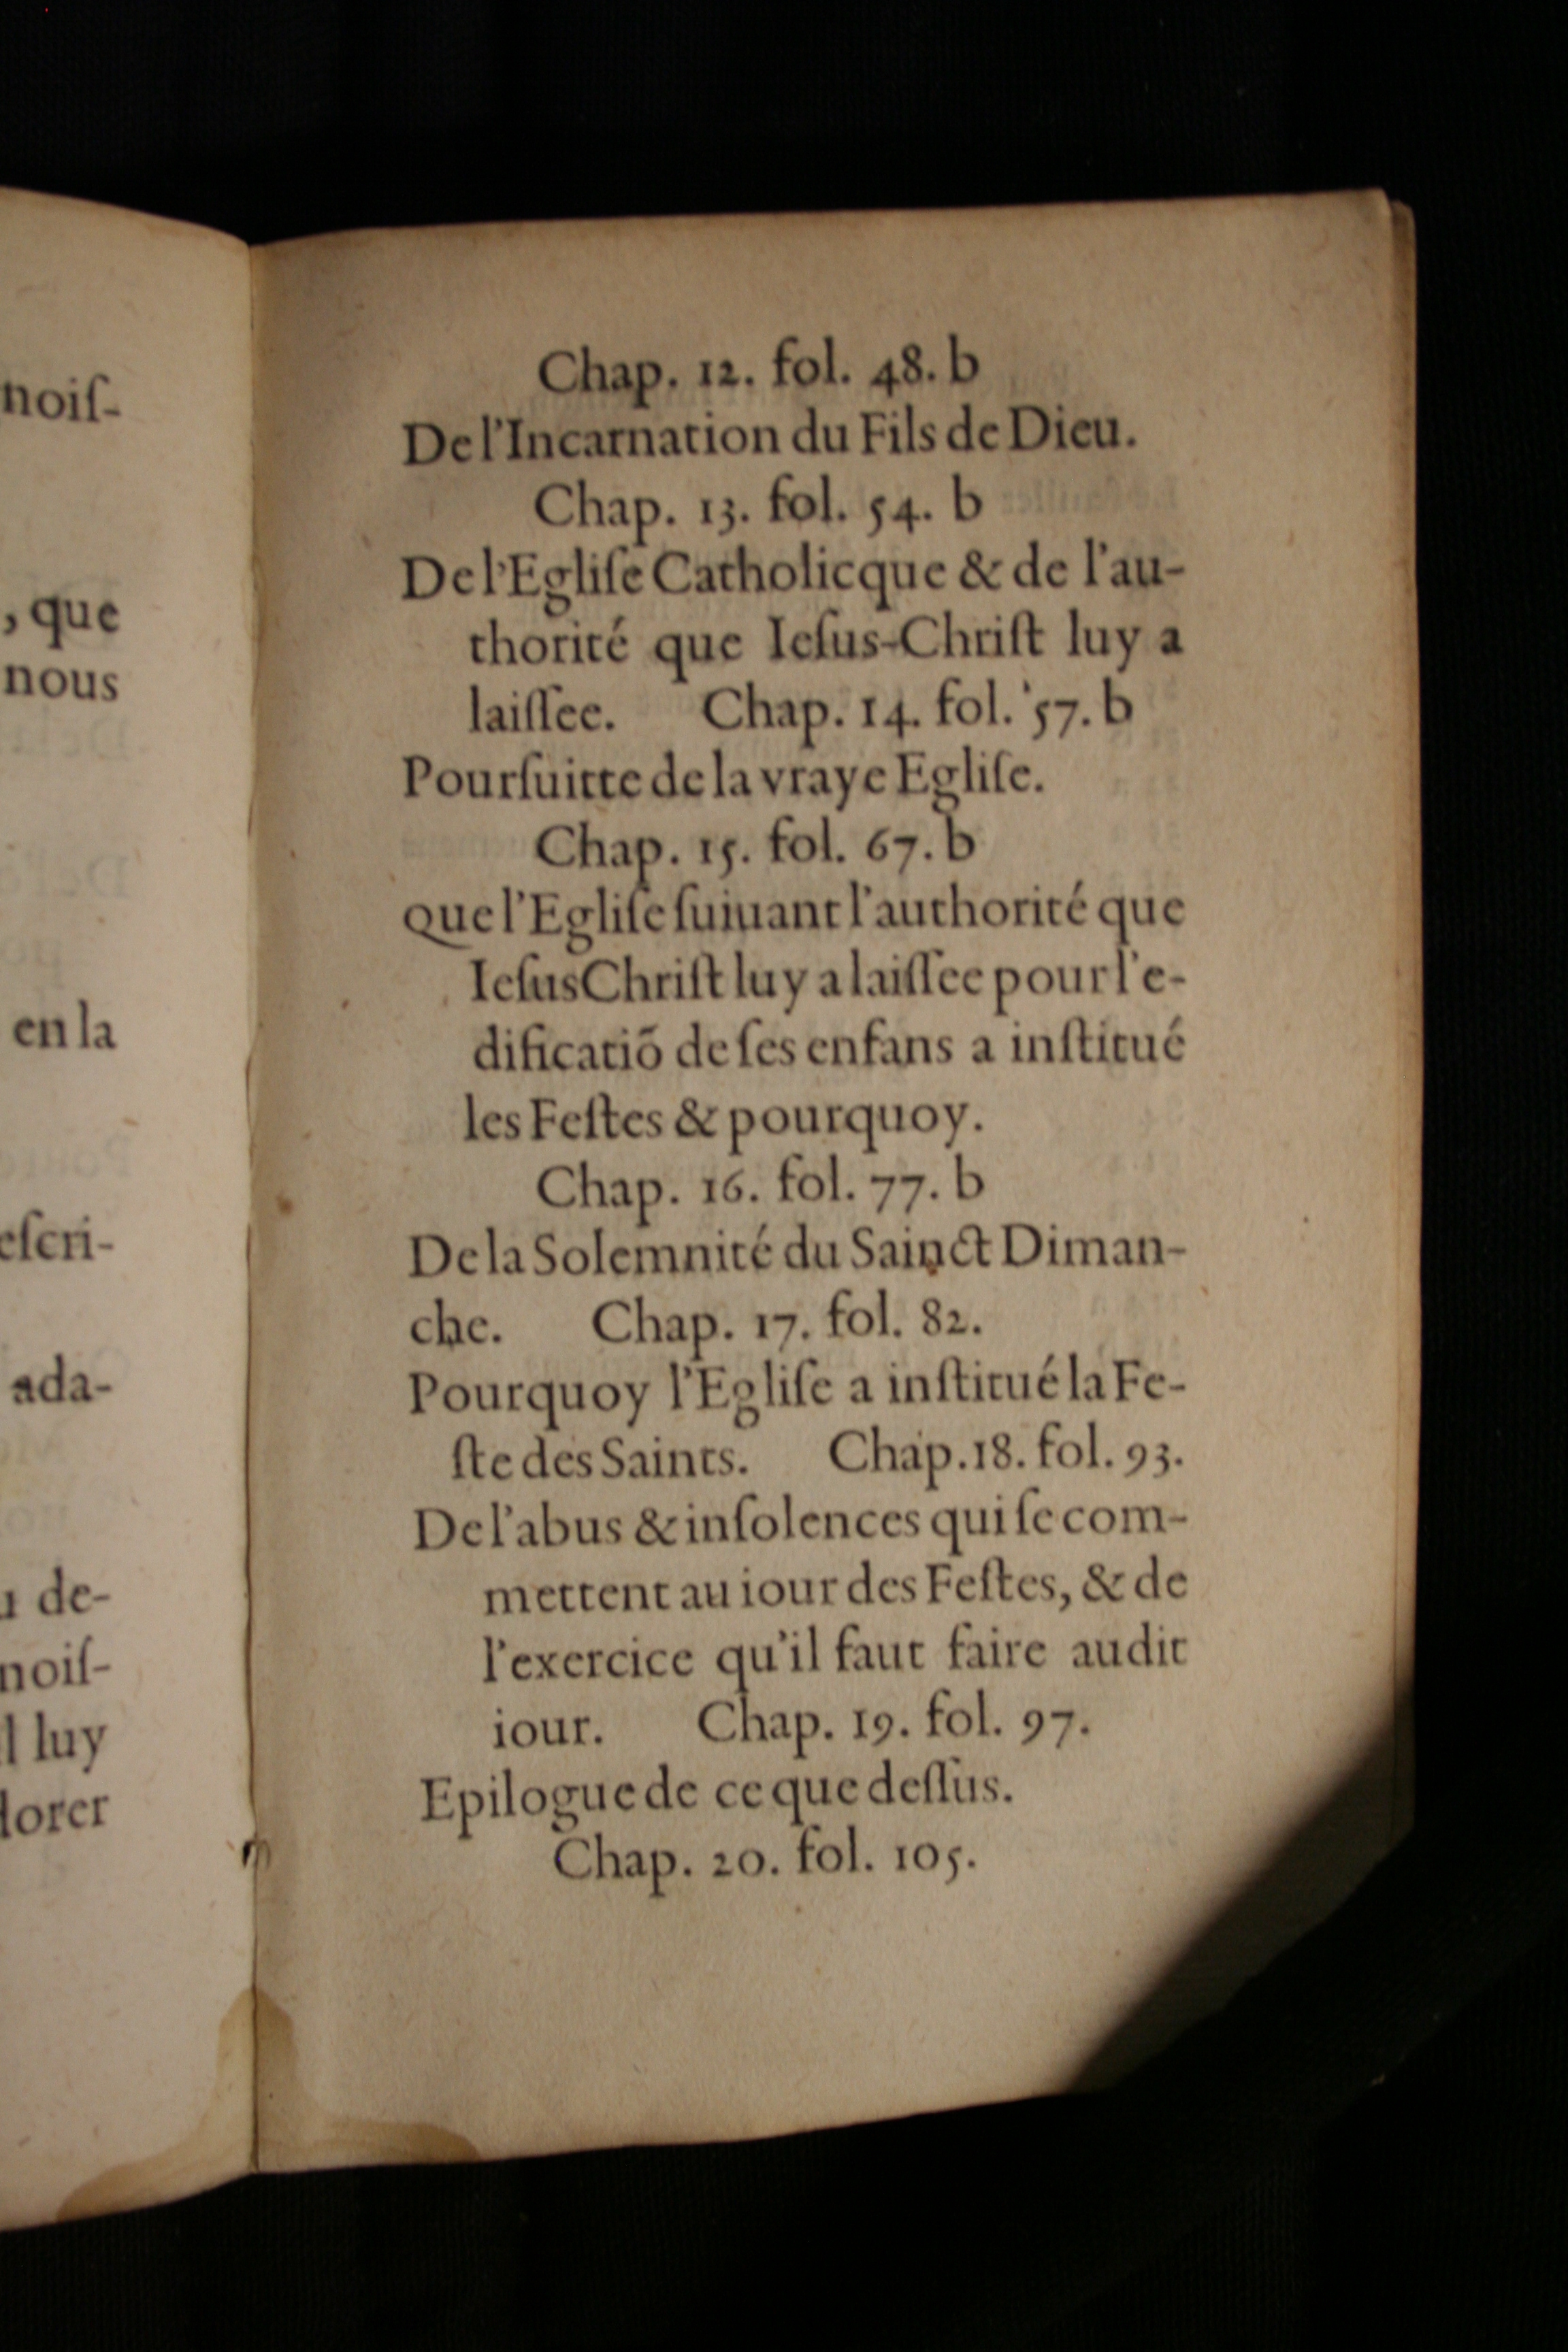 noiſ-
, que
nous
en la
eſcri-
ada-
de-
noiſ-
luy
dorer
Chap. 12. fol. 48. b
De l'Incarnation du Fils de Dieu.
Chap. 13. fol. 54. b
De l'Egliſe Catholicque & de l'au-
thorité que Ieſus-Chriſt luy a
laiſſee. Chap. 14. fol. 57. b
Pourſuitte de la vraye Egliſe.
Chap. 15. fol. 67. b
Que l'Egliſe ſuiuant l'authorité que
Ieſus Chriſt luy a laiſſee pour l'e-
dificatiõ de ſes enfans a inſtitué
les Feſtes & pourquoy.
Chap. 16. fol. 77. b
De la Solemnité du Sainct Diman-
che. Chap. 17. fol. 82.
Pourquoy l'Egliſe a inſtitué la Fe-
ſte des Saints. Chap. 18. fol. 93.
De l'abus & inſolences qui ſe com-
mettent au iour des Feſtes, & de
l'exercice qu'il faut faire audit
iour. Chap. 19. fol. 97.
Epilogue de ce que deſſus.
Chap. 20. fol. 105.